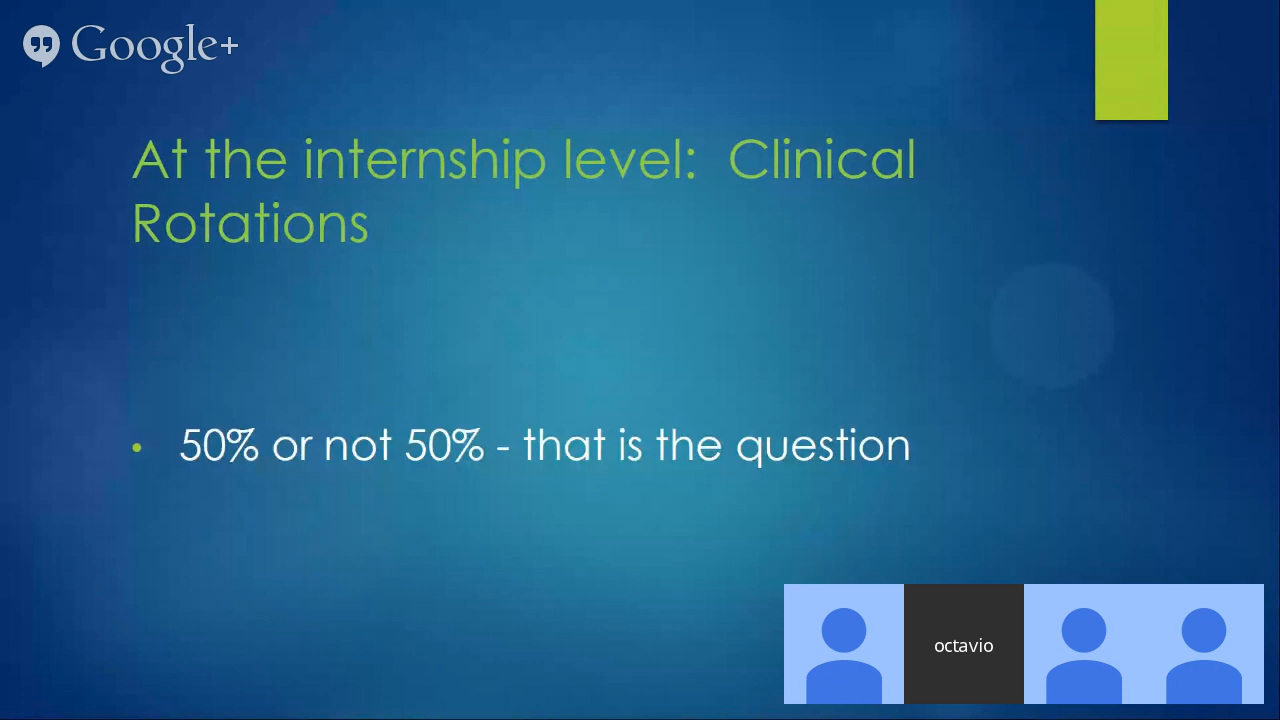 Google+
At the internship level:  Clinical
Rotations
• 50% or not 50% - that is the question
octavio